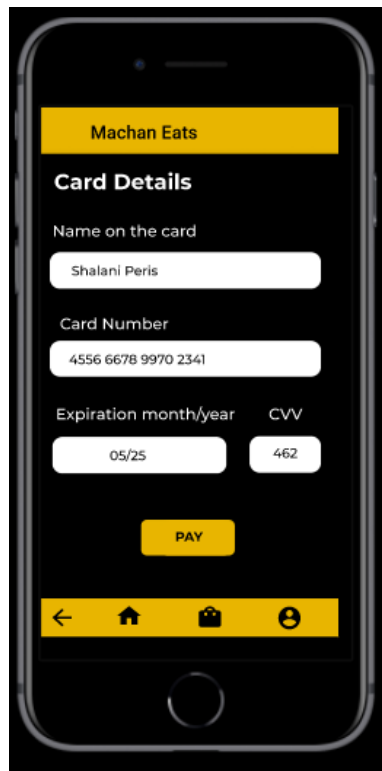 Machan Eats
Card Details
Name on the card
Shalani Peris
Card Number
4556 6678 9970 2341
Expiration month/year CVV
05/25 462
PAY